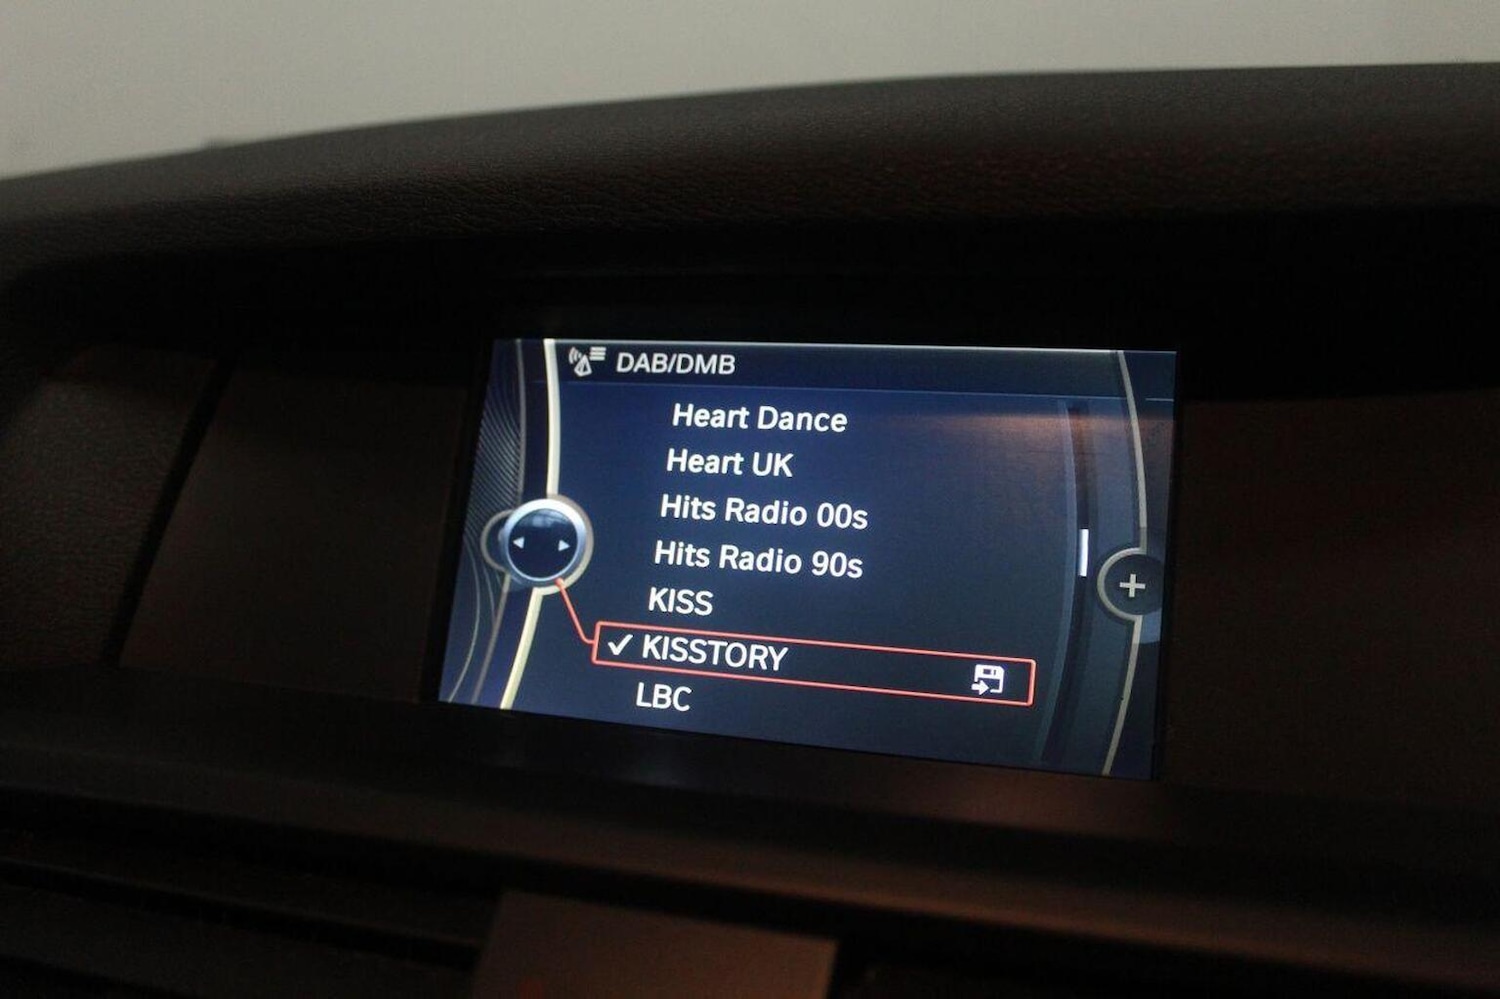 DAB/DMB
Heart Dance
Heart UK
Hits Radio 00s
Hits Radio 90s
KISS
KISSTORY
LBC